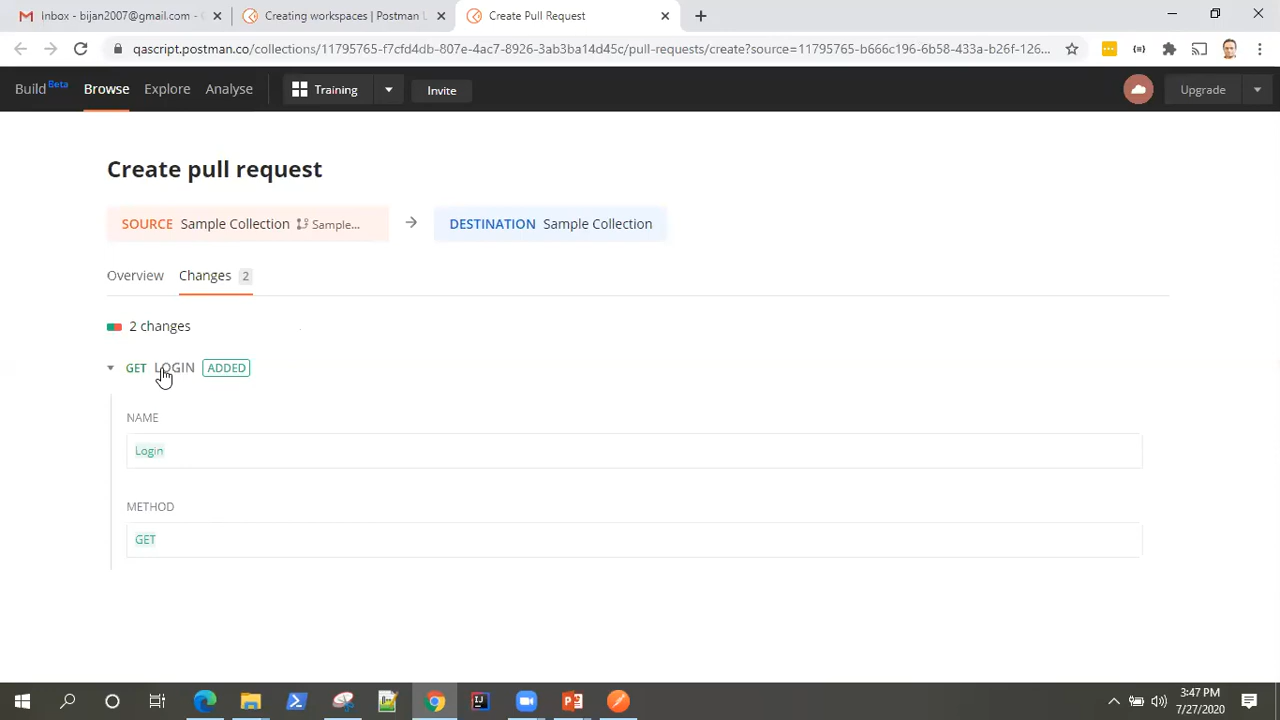 Inbox - bijan2007@gmail.com - G
Creating workspaces | Postman L
Create Pull Request
qascript.postman.co/collections/11795765-f7cfd4db-807e-4ac7-8926-3ab3ba14d45c/pull-requests/create?source=11795765-b666c196-6b58-433a-b26f-126...
Build Beta Browse Explore Analyse Training Invite Upgrade
Create pull request
SOURCE Sample Collection Sample... → DESTINATION Sample Collection
Overview Changes 2
2 changes
GET LOGIN ADDED
NAME
Login
METHOD
GET
3:47 PM
7/27/2020